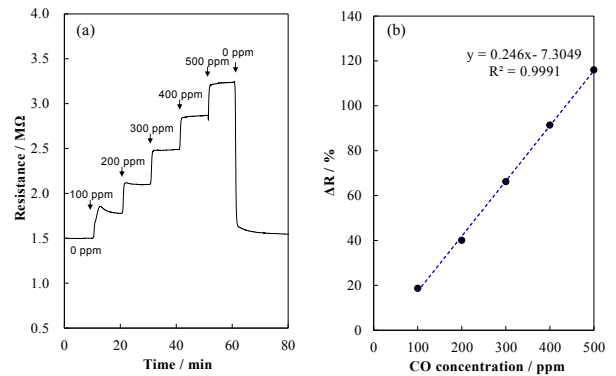 (a)
4.0
3.5
3.0
2.5
2.0
1.5
1.0
0.5
Resistance / MΩ
0 ppm
100 ppm
200 ppm
300 ppm
400 ppm
500 ppm
0 ppm
0 20 40 60 80
Time / min
(b)
140
120
100
80
60
40
20
0
ΔR / %
y = 0.246x- 7.3049
R² = 0.9991
0 100 200 300 400 500
CO concentration / ppm